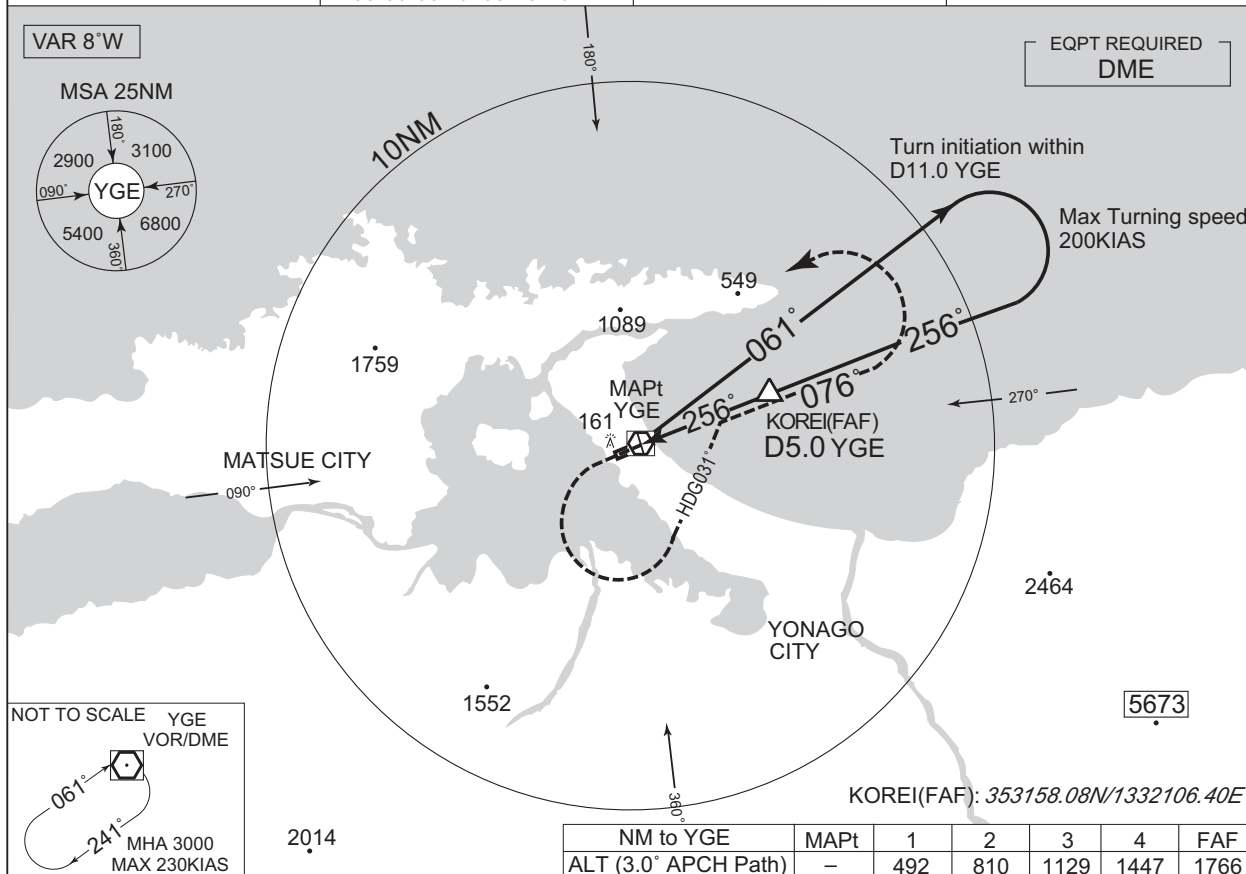 VAR 8°W
EQPT REQUIRED
DME
MSA 25NM
180°
2900
3100
090°
YGE
270°
5400
6800
360°
180°
10NM
Turn initiation within
D11.0 YGE
Max Turning speed
200KIAS
549
1089
061°
256°
1759
MAPt
YGE
256°
076°
270°
KOREI(FAF)
D5.0 YGE
161
MATSUE CITY
090°
HDG031°
2464
YONAGO
CITY
1552
5673
360°
NOT TO SCALE
YGE
VOR/DME
061°
241°
MHA 3000
MAX 230KIAS
2014
KOREI(FAF): 353158.08N/1332106.40E
NM to YGE MAPt 1 2 3 4 FAF
ALT (3.0° APCH Path) – 492 810 1129 1447 1766